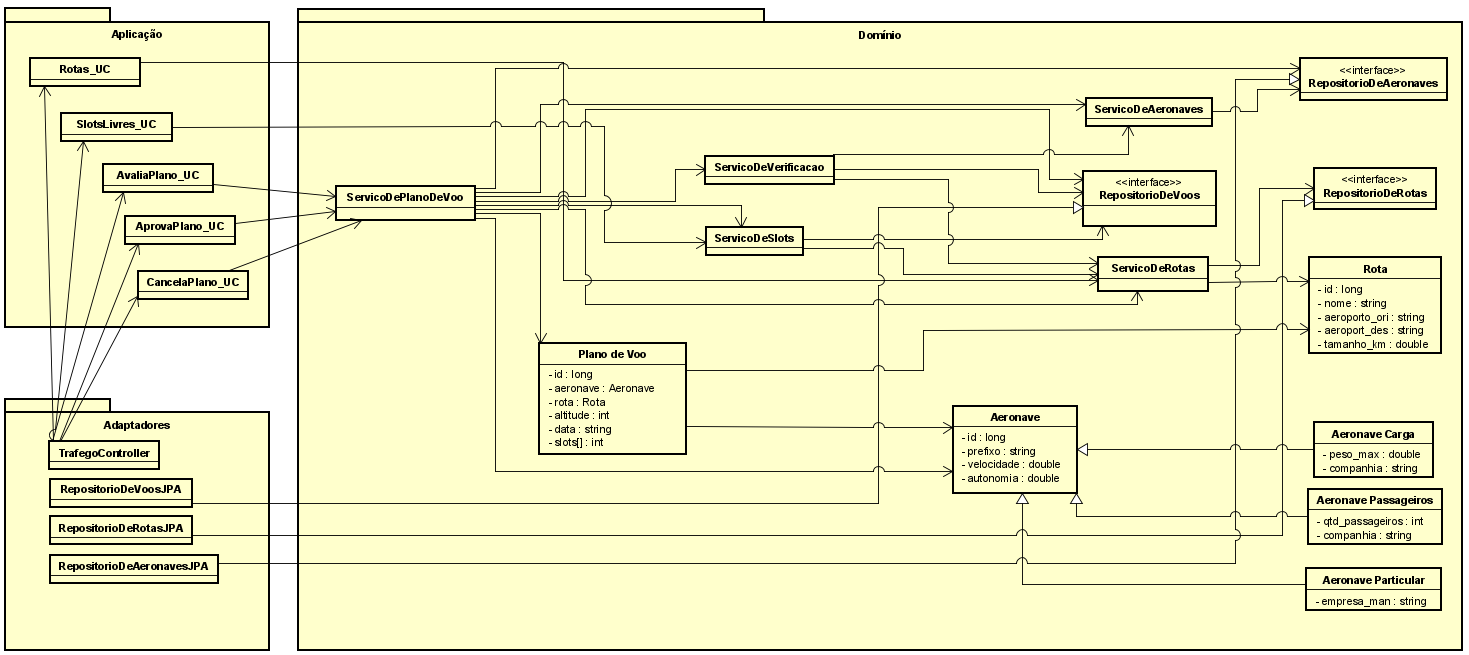 Aplicação
Rotas_UC
SlotsLivres_UC
AvaliaPlano_UC
AprovaPlano_UC
CancelaPlano_UC
Adaptadores
TrafegoController
RepositorioDeVoosJPA
RepositorioDeRotasJPA
RepositorioDeAeronavesJPA
Domínio
ServicoDePlanoDeVoo
ServicoDeVerificacao
ServicoDeSlots
ServicoDeAeronaves
<<interface>>
RepositorioDeVoos
ServicoDeRotas
<<interface>>
RepositorioDeAeronaves
<<interface>>
RepositorioDeRotas
Rota
- id : long
- nome : string
- aeroporto_ori : string
- aeroport_des : string
- tamanho_km : double
Plano de Voo
- id : long
- aeronave : Aeronave
- rota : Rota
- altitude : int
- data : string
- slots[] : int
Aeronave
- id : long
- prefixo : string
- velocidade : double
- autonomia : double
Aeronave Carga
- peso_max : double
- companhia : string
Aeronave Passageiros
- qtd_passageiros : int
- companhia : string
Aeronave Particular
- empresa_man : string